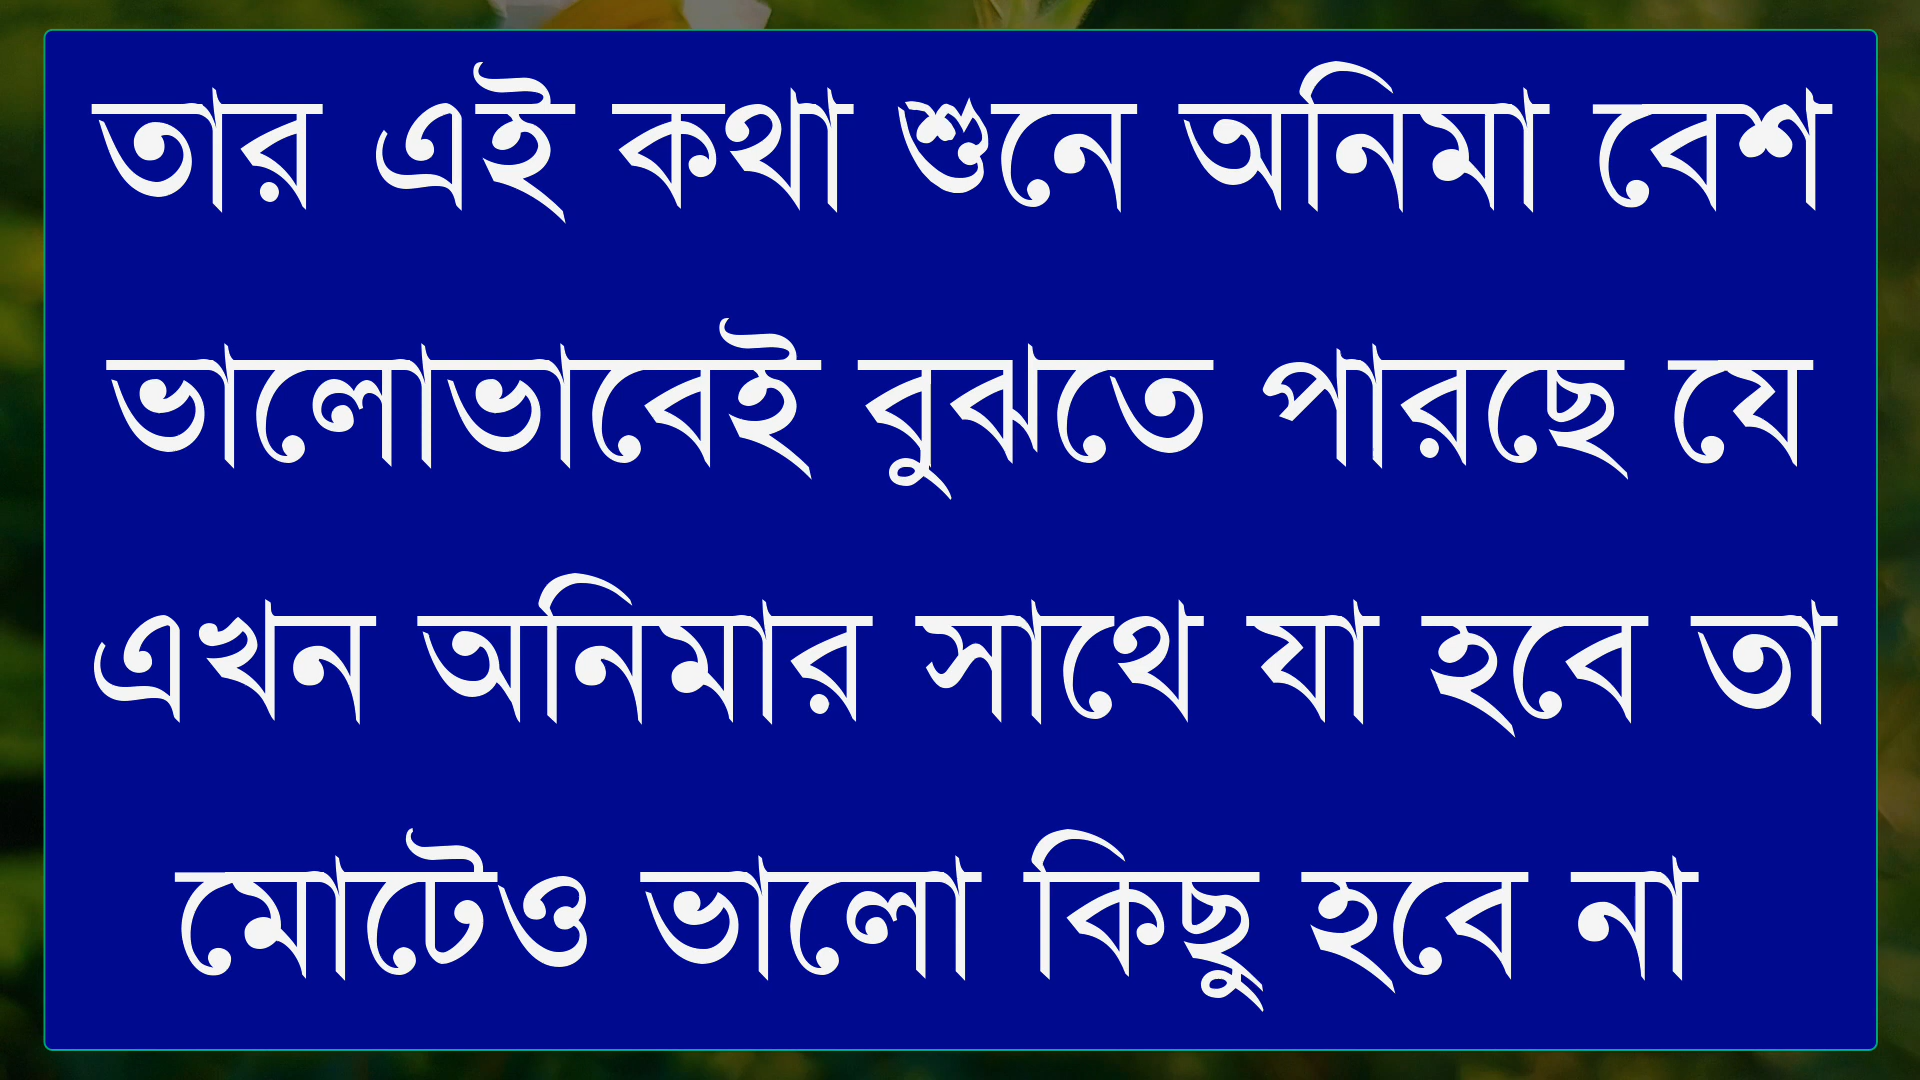 তার এই কথা শুনে অনিমা বেশ
ভালোভাবেই বুঝতে পারছে যে
এখন অনিমার সাথে যা হবে তা
মোটেও ভালো কিছু হবে না